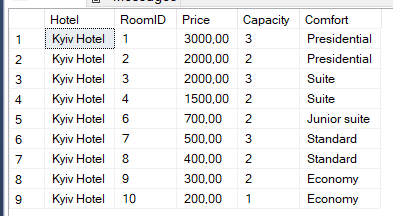 Hotel RoomID Price Capacity Comfort
1 Kyiv Hotel 1 3000,00 3 Presidential
2 Kyiv Hotel 2 2000,00 2 Presidential
3 Kyiv Hotel 3 2000,00 3 Suite
4 Kyiv Hotel 4 1500,00 2 Suite
5 Kyiv Hotel 6 700,00 2 Junior suite
6 Kyiv Hotel 7 500,00 3 Standard
7 Kyiv Hotel 8 400,00 2 Standard
8 Kyiv Hotel 9 300,00 2 Economy
9 Kyiv Hotel 10 200,00 1 Economy